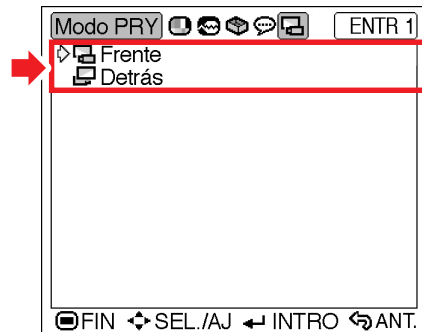 Modo PRY ENTR 1
Frente
Detrás
FIN SEL./AJ INTRO ANT.